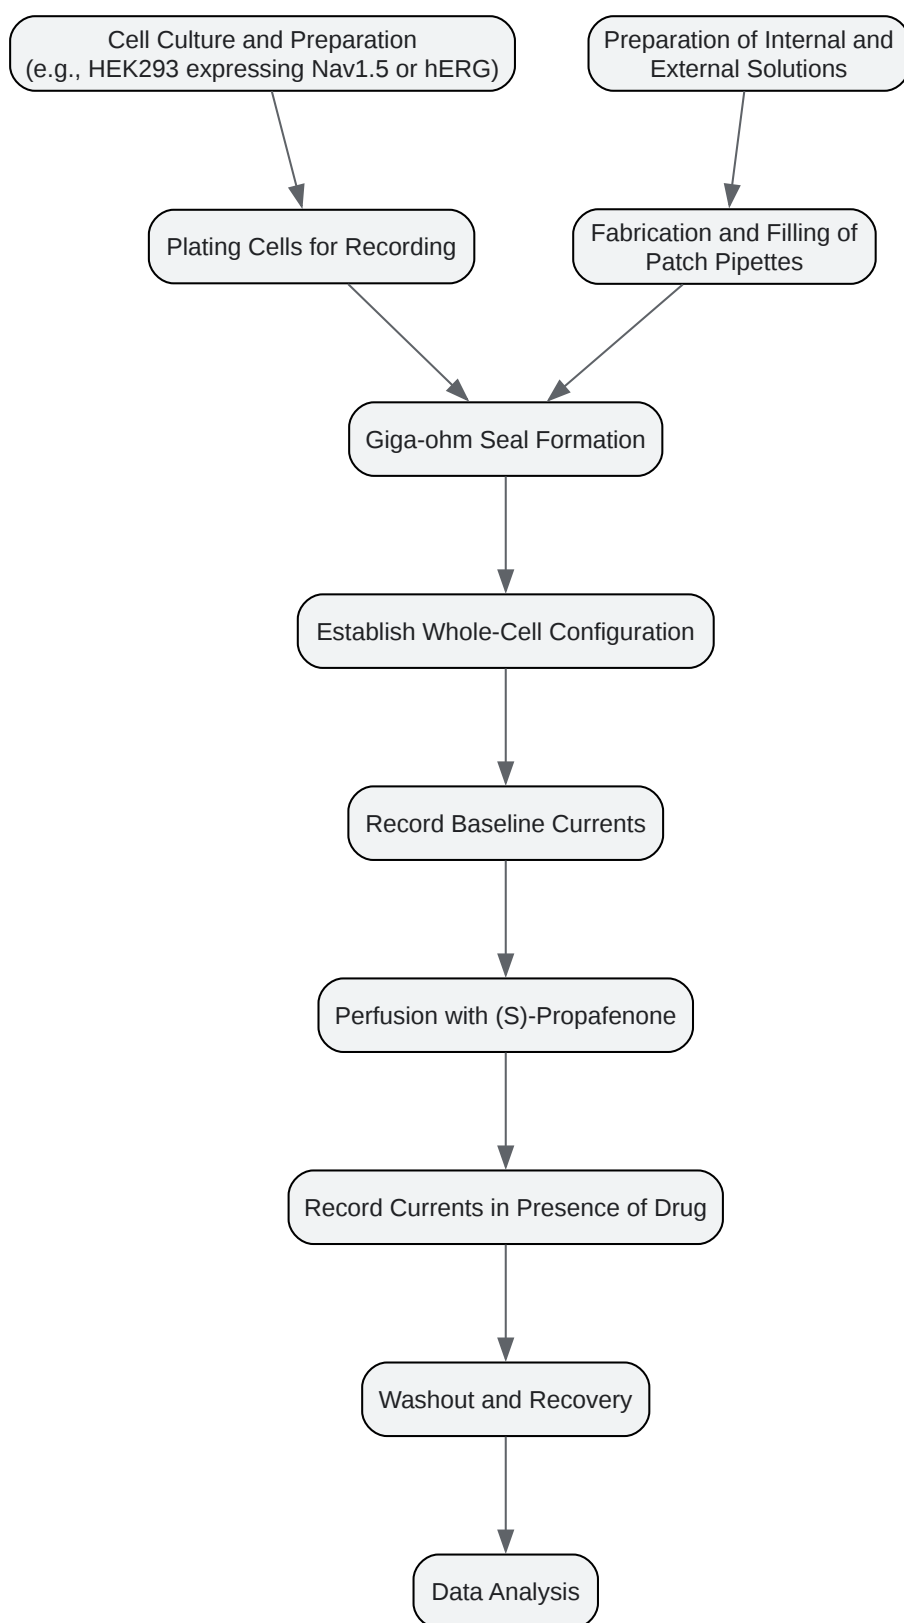 Cell Culture and Preparation
(e.g., HEK293 expressing Nav1.5 or hERG)
Preparation of Internal and
External Solutions
Plating Cells for Recording
Fabrication and Filling of
Patch Pipettes
Giga-ohm Seal Formation
Establish Whole-Cell Configuration
Record Baseline Currents
Perfusion with (S)-Propafenone
Record Currents in Presence of Drug
Washout and Recovery
Data Analysis